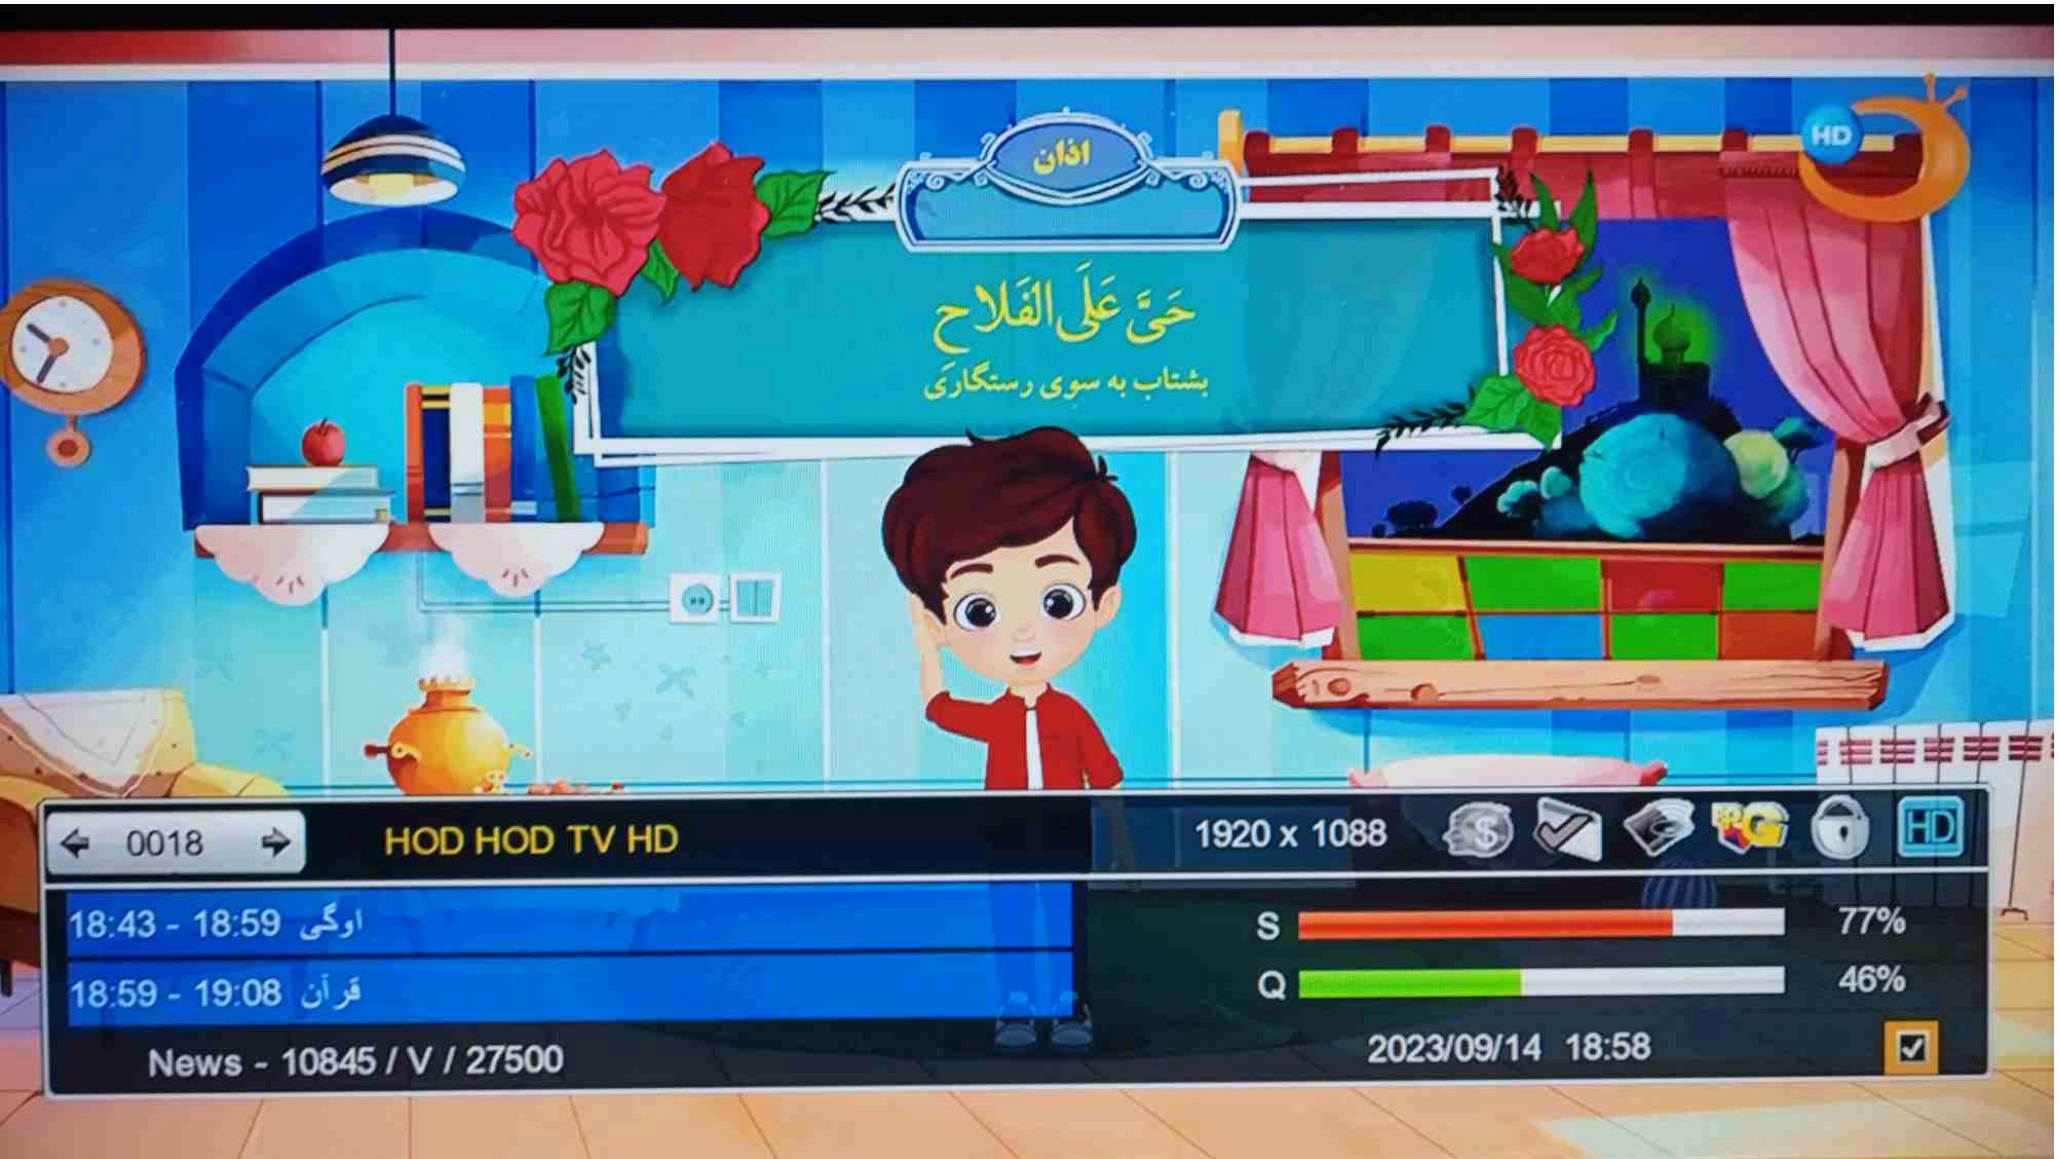 HD
اذان
حَیَّ عَلَی الفَلاح
بشتاب به سوی رستگاری
0018
HOD HOD TV HD
1920 x 1088
$
EPG
HD
18:43 - 18:59 اوگی
S 77%
18:59 - 19:08 قرآن
Q 46%
News - 10845 / V / 27500
2023/09/14 18:58